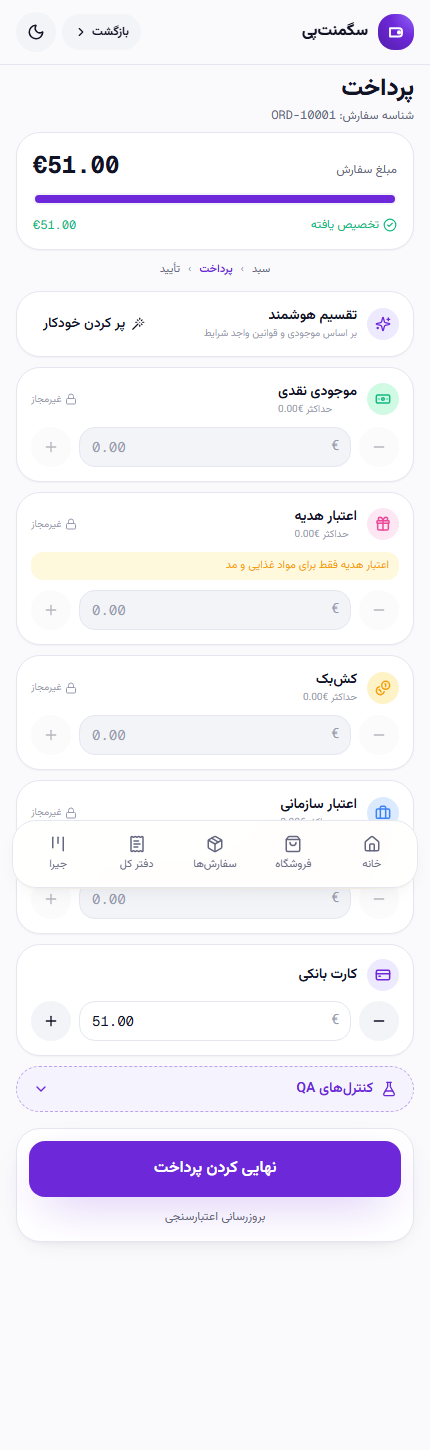 سگمنت‌پی
بازگشت
پرداخت
شناسه سفارش: ORD-10001
مبلغ سفارش
€51.00
تخصیص یافته
€51.00
سبد › پرداخت › تأیید
تقسیم هوشمند
بر اساس موجودی و قوانین واجد شرایط
پر کردن خودکار
موجودی نقدی
حداکثر €0.00
غیرمجاز
€ 0.00
اعتبار هدیه
حداکثر €0.00
غیرمجاز
اعتبار هدیه فقط برای مواد غذایی و مد
€ 0.00
کش‌بک
حداکثر €0.00
غیرمجاز
€ 0.00
اعتبار سازمانی
غیرمجاز
خانه
فروشگاه
سفارش‌ها
دفتر کل
جیرا
€ 0.00
کارت بانکی
€ 51.00
کنترل‌های QA
نهایی کردن پرداخت
بروزرسانی اعتبارسنجی